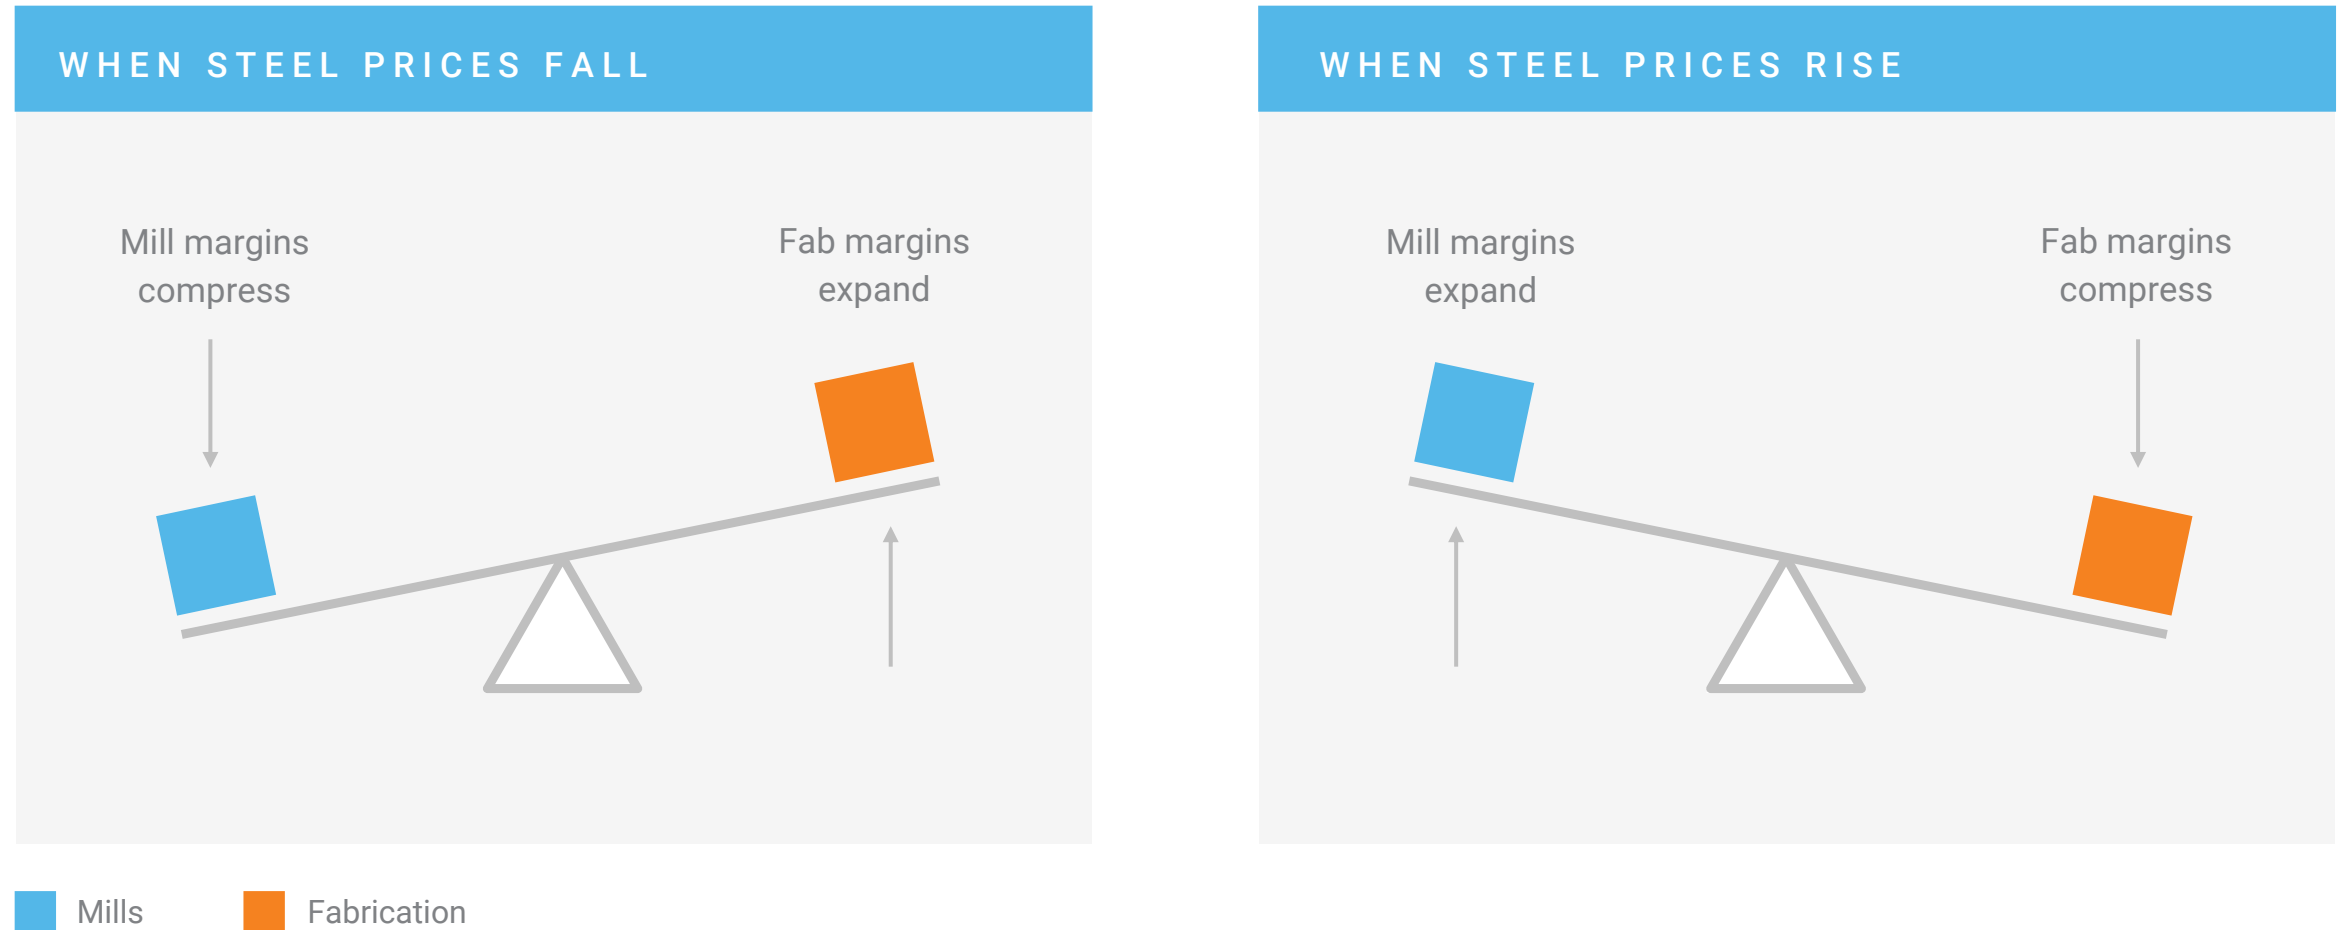 WHEN STEEL PRICES FALL
Mill margins
compress
Fab margins
expand
WHEN STEEL PRICES RISE
Mill margins
expand
Fab margins
compress
Mills
Fabrication